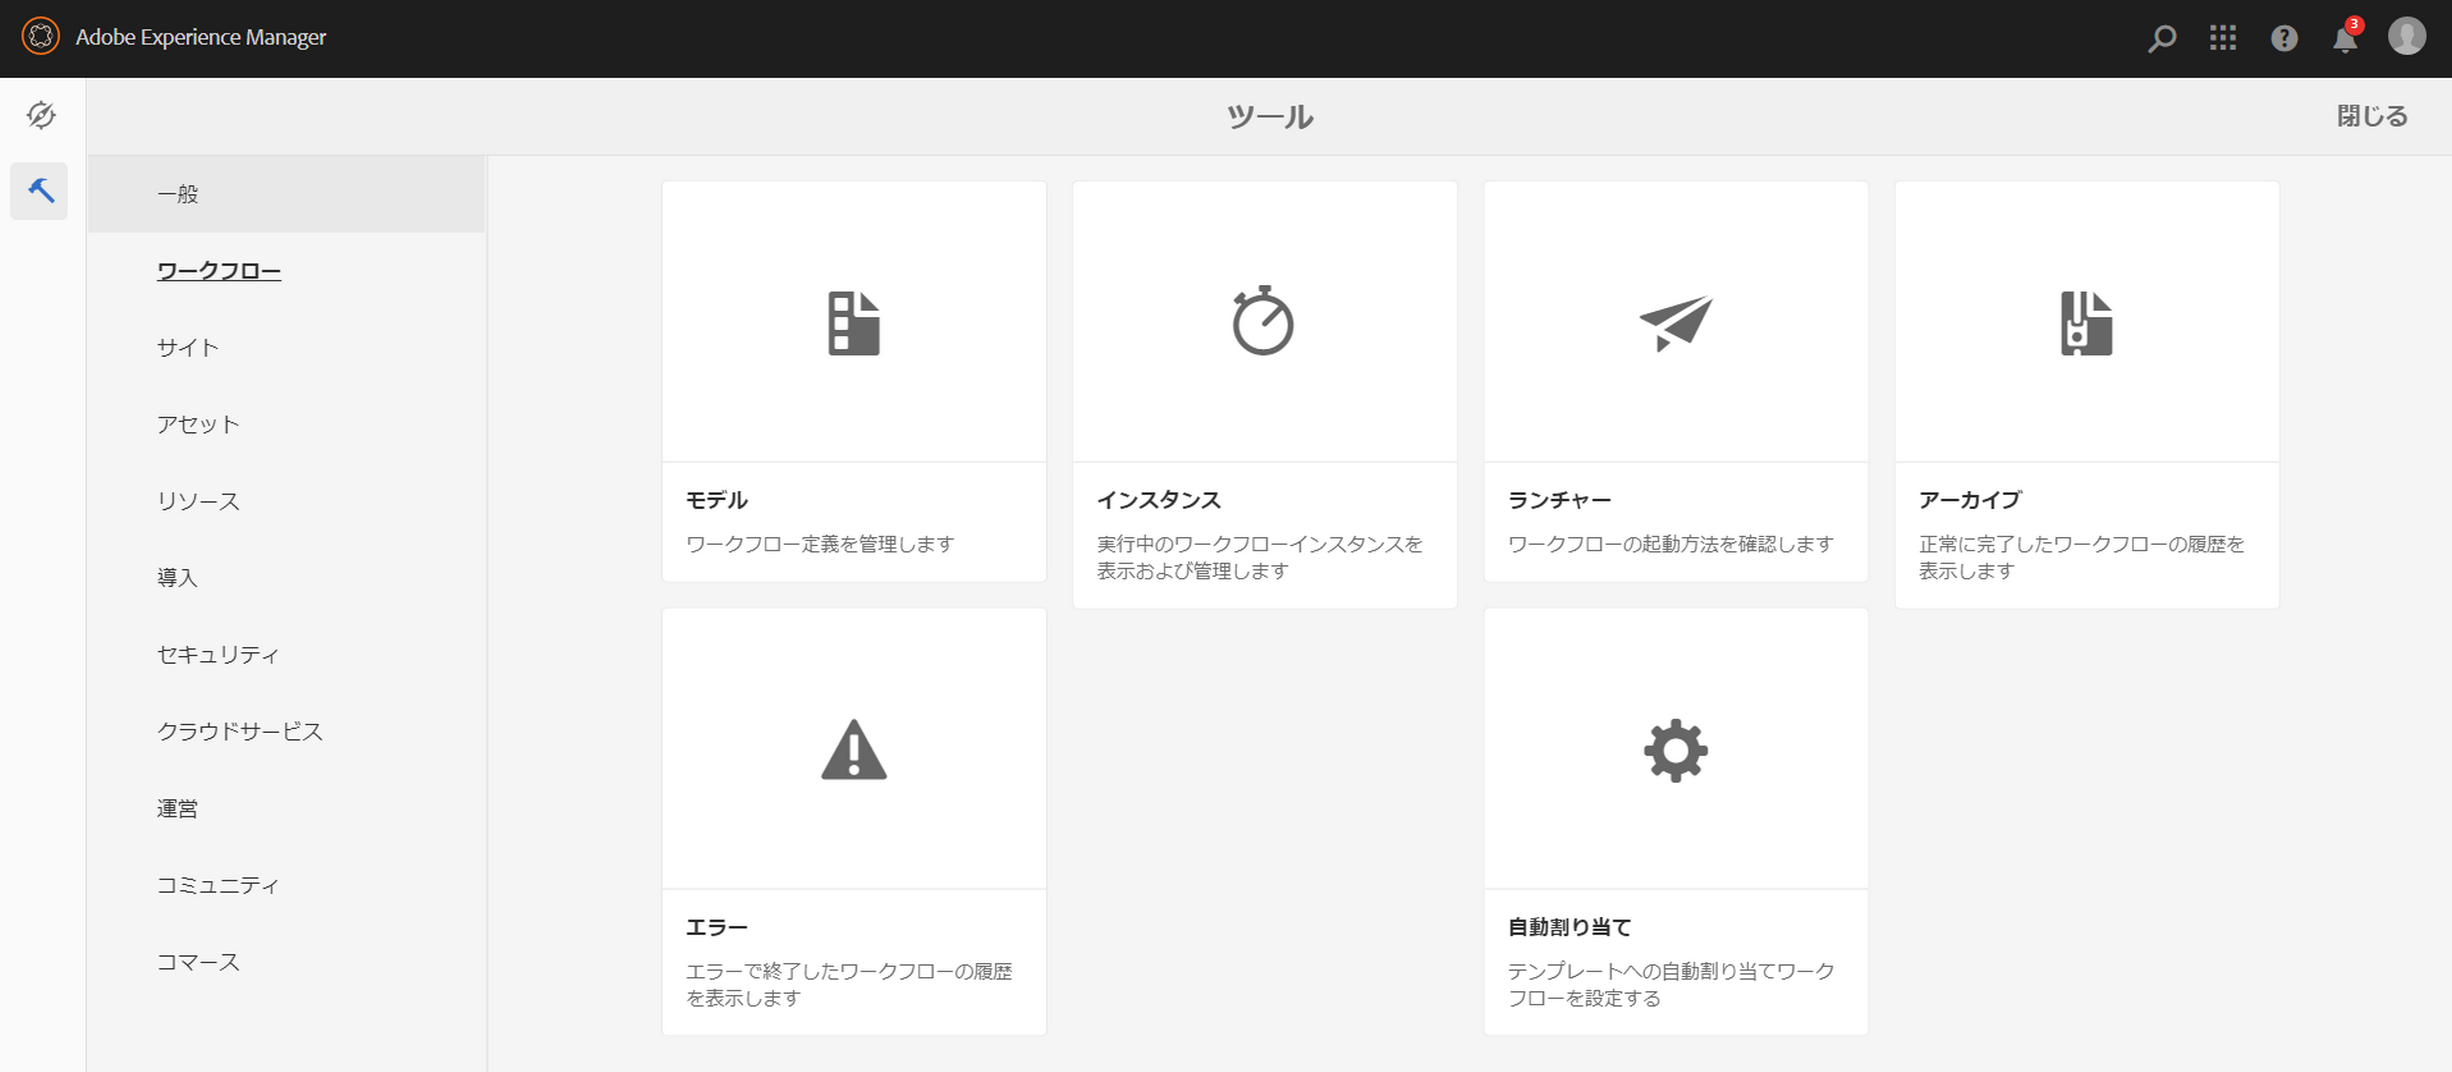 Adobe Experience Manager
3
ツール
閉じる
一般
ワークフロー
サイト
アセット
リソース
導入
セキュリティ
クラウドサービス
運営
コミュニティ
コマース
モデル
ワークフロー定義を管理します
インスタンス
実行中のワークフローインスタンスを
表示および管理します
ランチャー
ワークフローの起動方法を確認します
アーカイブ
正常に完了したワークフローの履歴を
表示します
エラー
エラーで終了したワークフローの履歴
を表示します
自動割り当て
テンプレートへの自動割り当てワーク
フローを設定する